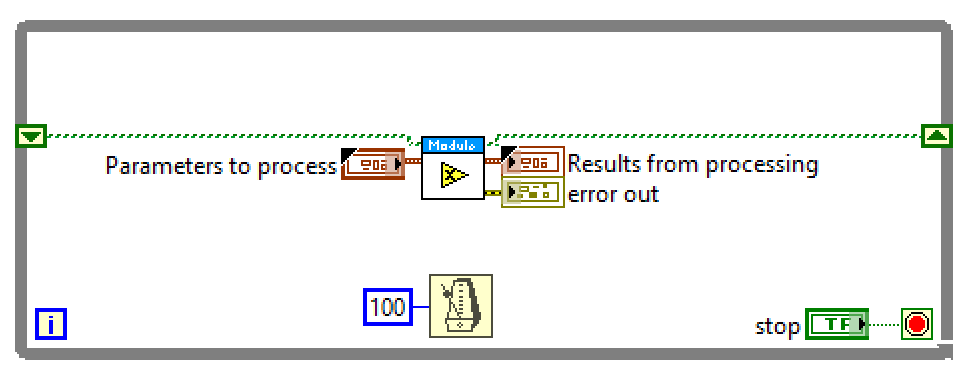 Module
Parameters to process
Results from processing
error out
100
i
stop
TF